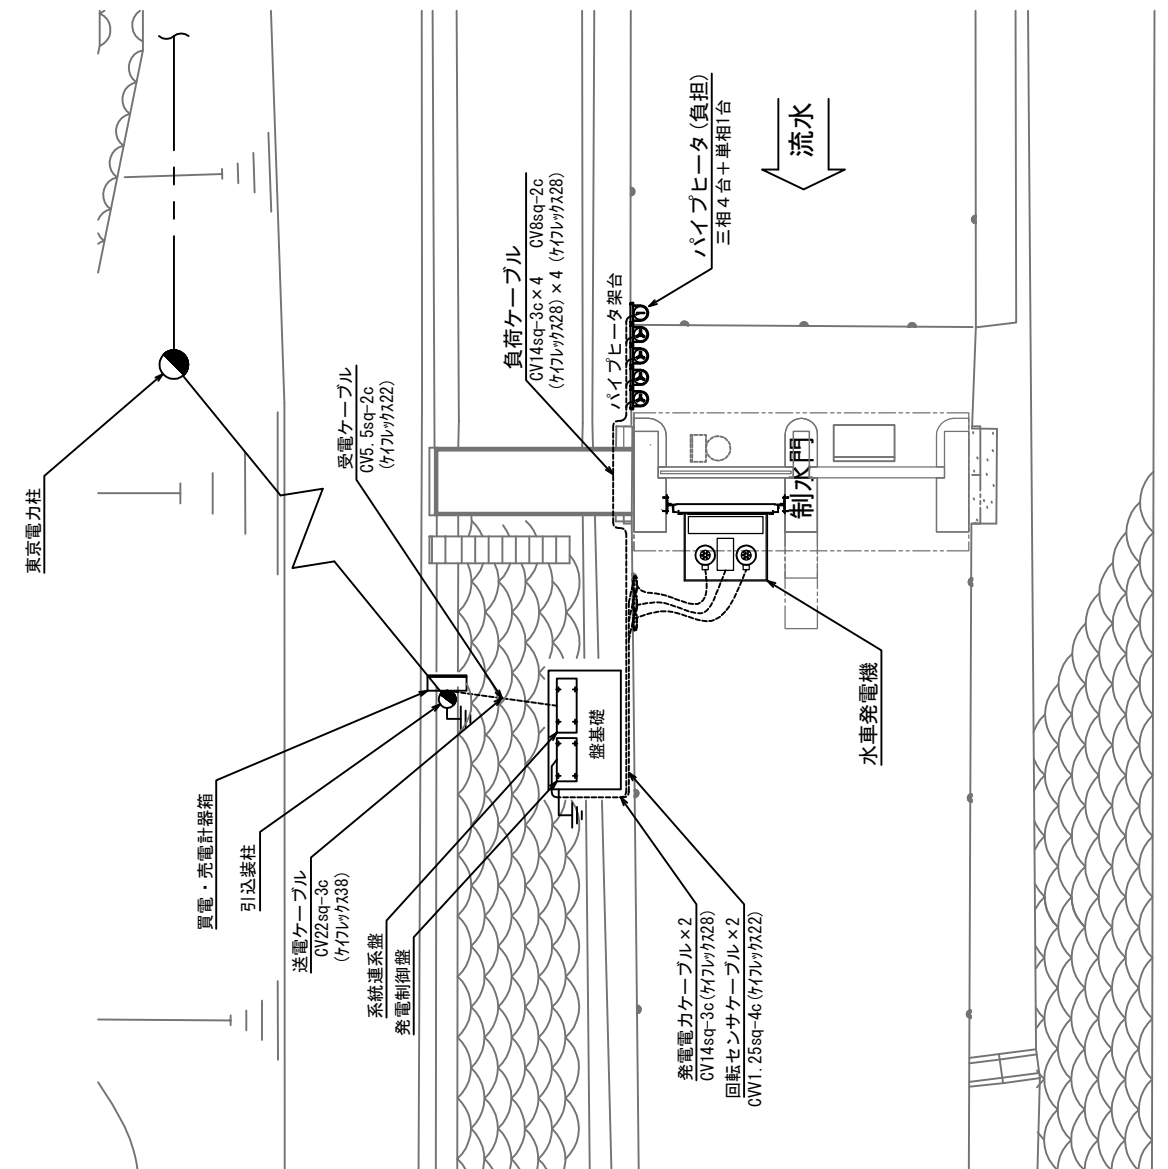 東京電力柱
買電・売電計器箱
引込装柱
送電ケーブル
CV22sq-3c
(ケイフレックス38)
受電ケーブル
CV5.5sq-2c
(ケイフレックス22)
系統連系盤
発電制御盤
負荷ケーブル
CV14sq-3c×4 CV8sq-2c
(ケイフレックス28)×4 (ケイフレックス28)
パイプヒータ架台
パイプヒータ(負担)
三相4台＋単相1台
流水
制水門
盤基礎
水車発電機
発電電力ケーブル×2
CV14sq-3c(ケイフレックス28)
回転センサケーブル×2
CVV1.25sq-4c(ケイフレックス22)